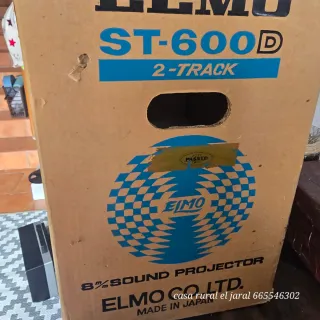 ELMO
ST-600D
2-TRACK
ELMO
8㎜ SOUND PROJECTOR
ELMO CO., LTD.
MADE IN JAPAN
casa rural el jaral 665546302